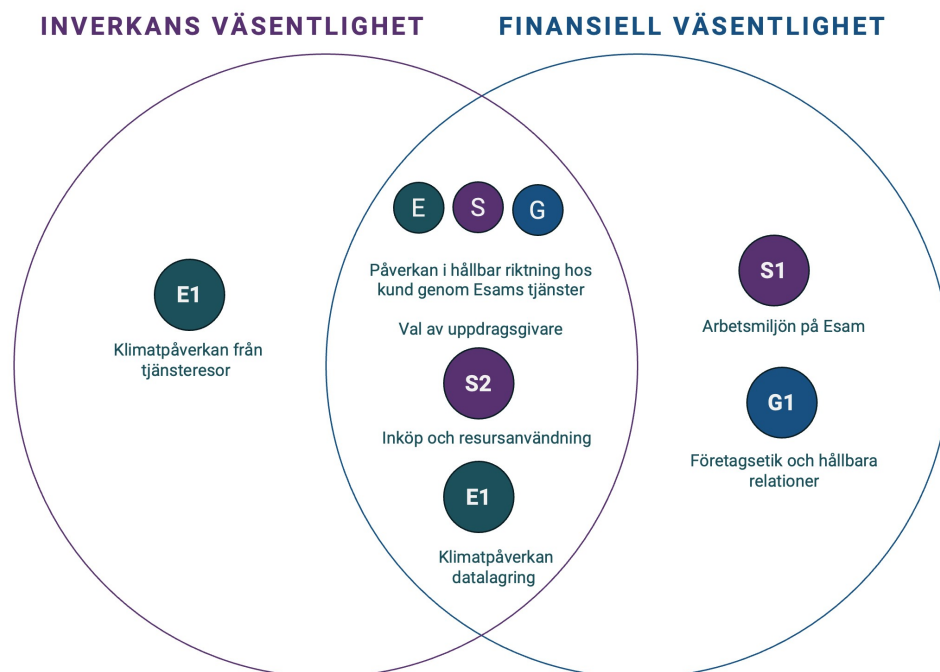 INVERKANS VÄSENTLIGHET
FINANSIELL VÄSENTLIGHET
E1
Klimatpåverkan från
tjänsteresor
E S G
Påverkan i hållbar riktning hos
kund genom Esams tjänster
Val av uppdragsgivare
S2
Inköp och resursanvändning
E1
Klimatpåverkan
datalagring
S1
Arbetsmiljön på Esam
G1
Företagsetik och hållbara
relationer